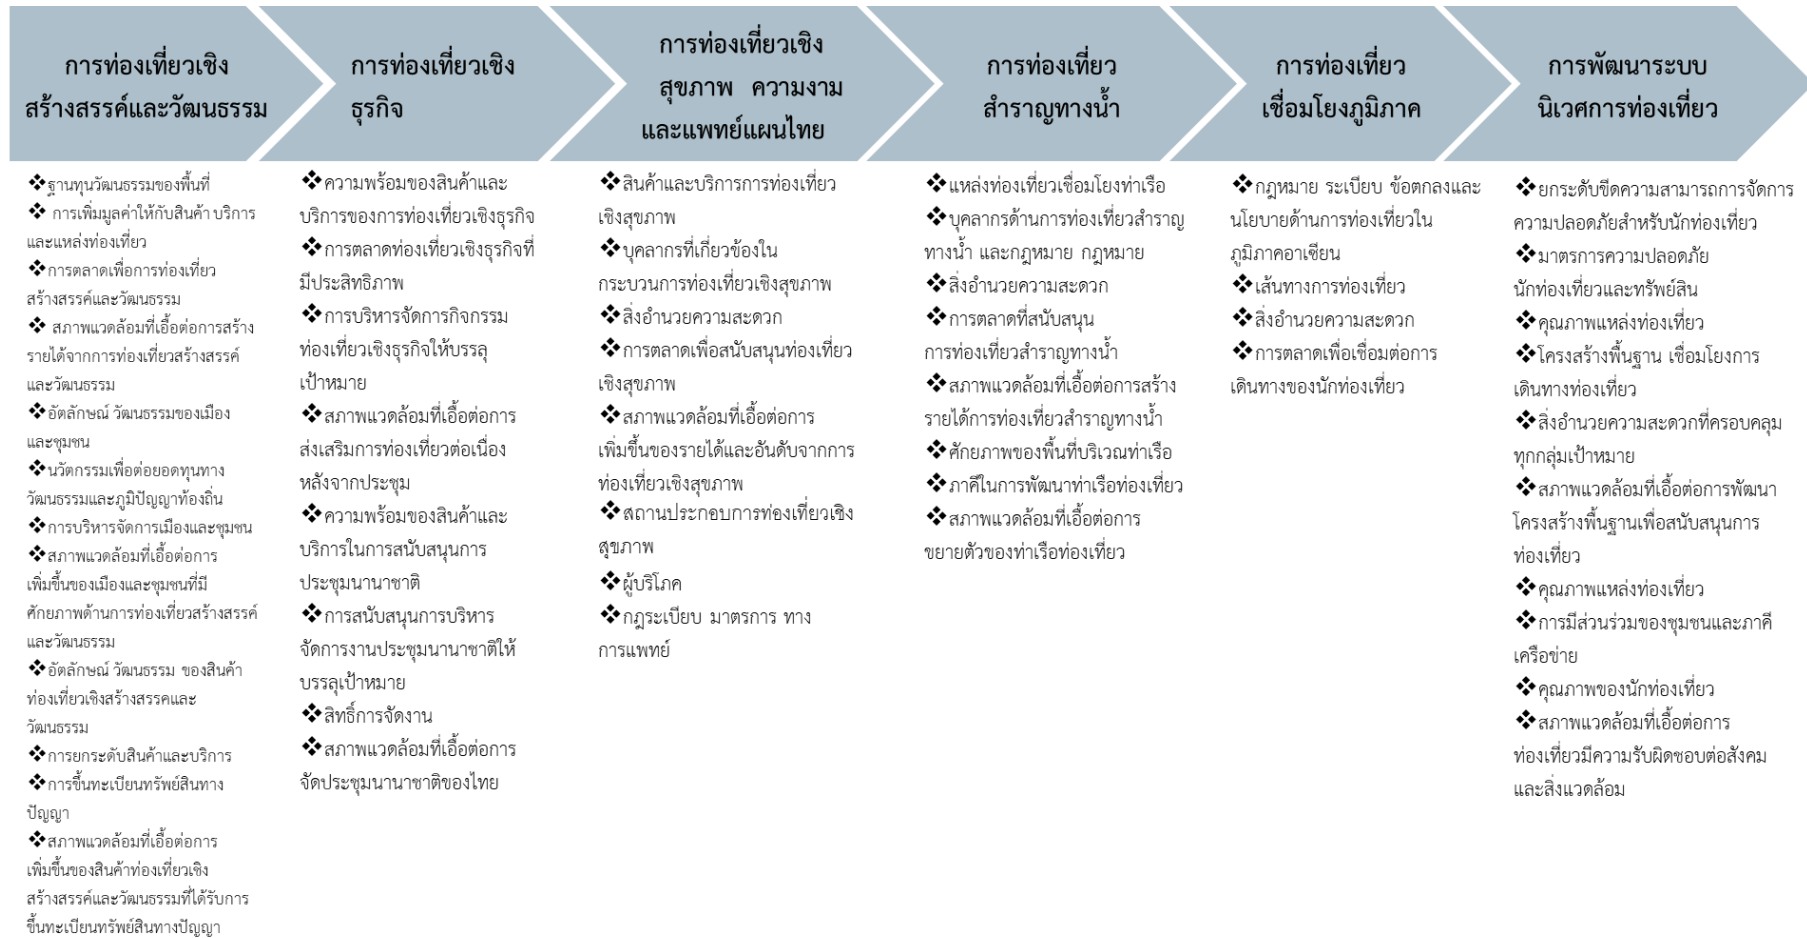 การท่องเที่ยวเชิง
สร้างสรรค์และวัฒนธรรม
❖ฐานทุนวัฒนธรรมของพื้นที่
❖ การเพิ่มมูลค่าให้กับสินค้า บริการ
และแหล่งท่องเที่ยว
❖การตลาดเพื่อการท่องเที่ยว
สร้างสรรค์และวัฒนธรรม
❖ สภาพแวดล้อมที่เอื้อต่อการสร้าง
รายได้จากการท่องเที่ยวสร้างสรรค์
และวัฒนธรรม
❖อัตลักษณ์ วัฒนธรรมของเมือง
และชุมชน
❖นวัตกรรมเพื่อต่อยอดทุนทาง
วัฒนธรรมและภูมิปัญญาท้องถิ่น
❖การบริหารจัดการเมืองและชุมชน
❖สภาพแวดล้อมที่เอื้อต่อการ
เพิ่มขึ้นของเมืองและชุมชนที่มี
ศักยภาพด้านการท่องเที่ยวสร้างสรรค์
และวัฒนธรรม
❖อัตลักษณ์ วัฒนธรรม ของสินค้า
ท่องเที่ยวเชิงสร้างสรรคและ
วัฒนธรรม
❖การยกระดับสินค้าและบริการ
❖การขึ้นทะเบียนทรัพย์สินทาง
ปัญญา
❖สภาพแวดล้อมที่เอื้อต่อการ
เพิ่มขึ้นของสินค้าท่องเที่ยวเชิง
สร้างสรรค์และวัฒนธรรมที่ได้รับการ
ขึ้นทะเบียนทรัพย์สินทางปัญญา
การท่องเที่ยวเชิง
ธุรกิจ
❖ความพร้อมของสินค้าและ
บริการของการท่องเที่ยวเชิงธุรกิจ
❖การตลาดท่องเที่ยวเชิงธุรกิจที่
มีประสิทธิภาพ
❖การบริหารจัดการกิจกรรม
ท่องเที่ยวเชิงธุรกิจให้บรรลุ
เป้าหมาย
❖สภาพแวดล้อมที่เอื้อต่อการ
ส่งเสริมการท่องเที่ยวต่อเนื่อง
หลังจากประชุม
❖ความพร้อมของสินค้าและ
บริการในการสนับสนุนการ
ประชุมนานาชาติ
❖การสนับสนุนการบริหาร
จัดการงานประชุมนานาชาติให้
บรรลุเป้าหมาย
❖สิทธิ์การจัดงาน
❖สภาพแวดล้อมที่เอื้อต่อการ
จัดประชุมนานาชาติของไทย
การท่องเที่ยวเชิง
สุขภาพ ความงาม
และแพทย์แผนไทย
❖สินค้าและบริการการท่องเที่ยว
เชิงสุขภาพ
❖บุคลากรที่เกี่ยวข้องใน
กระบวนการท่องเที่ยวเชิงสุขภาพ
❖สิ่งอำนวยความสะดวก
❖การตลาดเพื่อสนับสนุนท่องเที่ยว
เชิงสุขภาพ
❖สภาพแวดล้อมที่เอื้อต่อการ
เพิ่มขึ้นของรายได้และอันดับจากการ
ท่องเที่ยวเชิงสุขภาพ
❖สถานประกอบการท่องเที่ยวเชิง
สุขภาพ
❖ผู้บริโภค
❖กฎระเบียบ มาตรการ ทาง
การแพทย์
การท่องเที่ยว
สำราญทางน้ำ
❖แหล่งท่องเที่ยวเชื่อมโยงท่าเรือ
❖บุคลากรด้านการท่องเที่ยวสำราญ
ทางน้ำ และกฎหมาย กฎหมาย
❖สิ่งอำนวยความสะดวก
❖การตลาดที่สนับสนุน
การท่องเที่ยวสำราญทางน้ำ
❖สภาพแวดล้อมที่เอื้อต่อการสร้าง
รายได้การท่องเที่ยวสำราญทางน้ำ
❖ศักยภาพของพื้นที่บริเวณท่าเรือ
❖ภาคีในการพัฒนาท่าเรือท่องเที่ยว
❖สภาพแวดล้อมที่เอื้อต่อการ
ขยายตัวของท่าเรือท่องเที่ยว
การท่องเที่ยว
เชื่อมโยงภูมิภาค
❖กฎหมาย ระเบียบ ข้อตกลงและ
นโยบายด้านการท่องเที่ยวใน
ภูมิภาคอาเซียน
❖เส้นทางการท่องเที่ยว
❖สิ่งอำนวยความสะดวก
❖การตลาดเพื่อเชื่อมต่อการ
เดินทางของนักท่องเที่ยว
การพัฒนาระบบ
นิเวศการท่องเที่ยว
❖ยกระดับขีดความสามารถการจัดการ
ความปลอดภัยสำหรับนักท่องเที่ยว
❖มาตรการความปลอดภัย
นักท่องเที่ยวและทรัพย์สิน
❖คุณภาพแหล่งท่องเที่ยว
❖โครงสร้างพื้นฐาน เชื่อมโยงการ
เดินทางท่องเที่ยว
❖สิ่งอำนวยความสะดวกที่ครอบคลุม
ทุกกลุ่มเป้าหมาย
❖สภาพแวดล้อมที่เอื้อต่อการพัฒนา
โครงสร้างพื้นฐานเพื่อสนับสนุนการ
ท่องเที่ยว
❖คุณภาพแหล่งท่องเที่ยว
❖การมีส่วนร่วมของชุมชนและภาคี
เครือข่าย
❖คุณภาพของนักท่องเที่ยว
❖สภาพแวดล้อมที่เอื้อต่อการ
ท่องเที่ยวมีความรับผิดชอบต่อสังคม
และสิ่งแวดล้อม